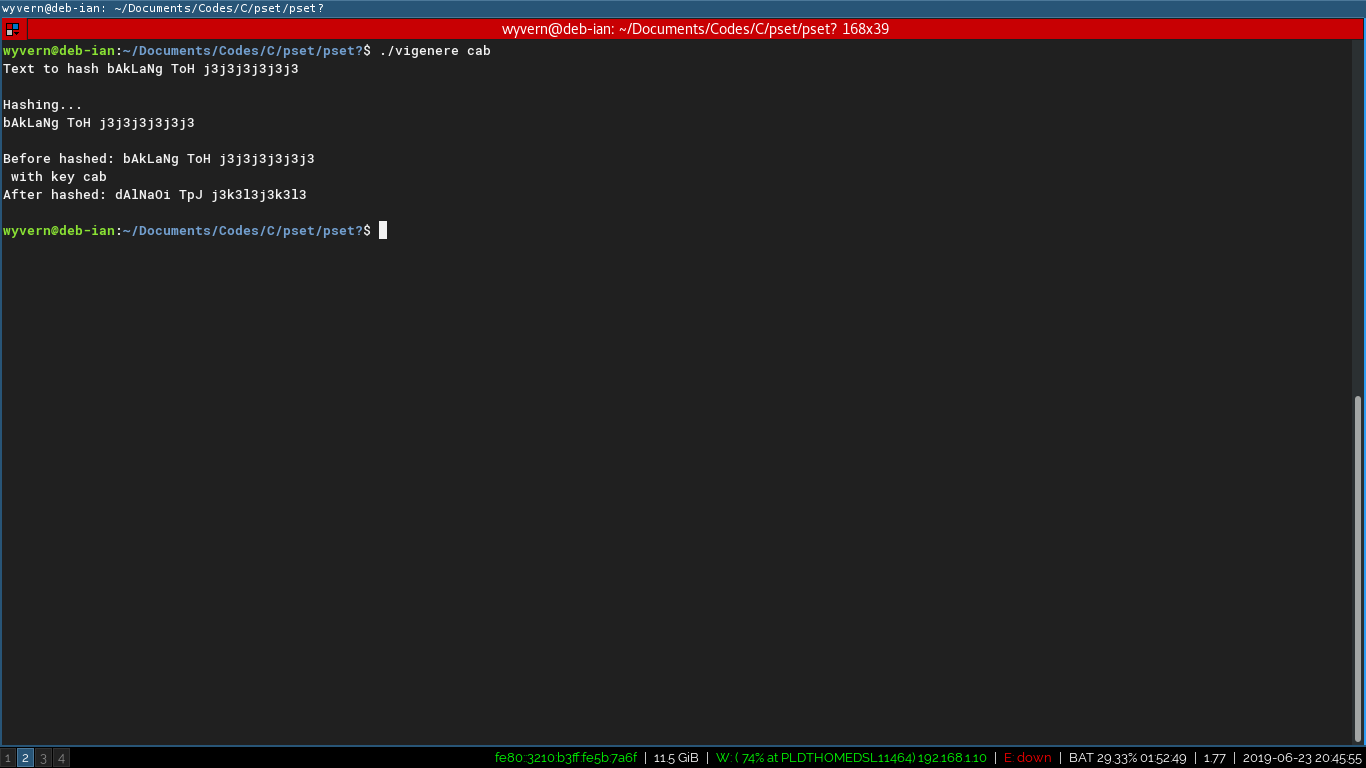 wyvern@deb-ian: ~/Documents/Codes/C/pset/pset?
wyvern@deb-ian: ~/Documents/Codes/C/pset/pset? 168x39
wyvern@deb-ian:~/Documents/Codes/C/pset/pset?$ ./vigenere cab
Text to hash bAkLaNg ToH j3j3j3j3j3j3
Hashing...
bAkLaNg ToH j3j3j3j3j3j3
Before hashed: bAkLaNg ToH j3j3j3j3j3j3
 with key cab
After hashed: dAlNaOi TpJ j3k3l3j3k3l3
wyvern@deb-ian:~/Documents/Codes/C/pset/pset?$
1 2 3 4 fe80::3210:b3ff:fe5b:7a6f | 11.5 GiB | W: ( 74% at PLDTHOMEDSL11464) 192.168.1.10 | E: down | BAT 29.33% 01:52:49 | 1.77 | 2019-06-23 20:45:55